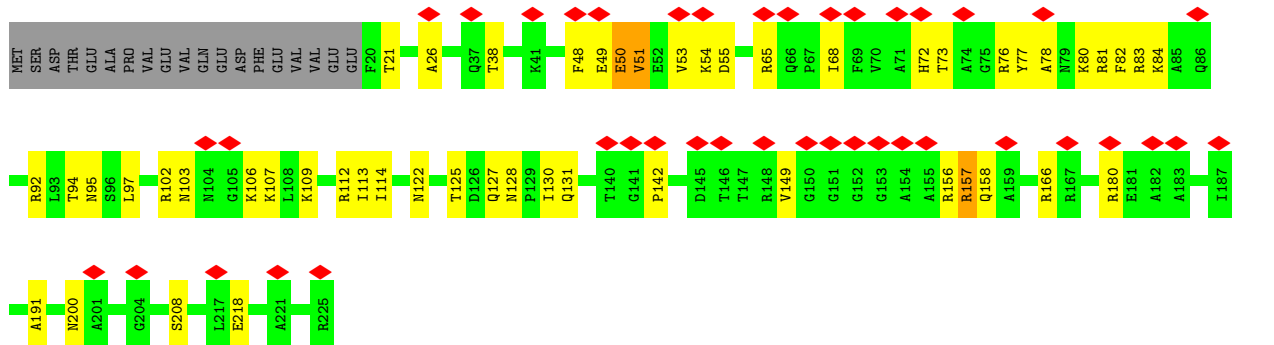 MET SER ASP THR GLU ALA PRO VAL GLU VAL GLN GLU ASP PHE GLU VAL VAL GLU GLU F20 T21 A26 Q37 T38 K41 F48 E49 E50 V51 E52 V53 K54 D55 R65 Q66 P67 I68 F69 V70 A71 H72 T73 A74 G75 R76 Y77 A78 N79 K80 R81 F82 R83 K84 A85 Q86
R92 L93 T94 N95 S96 L97 R102 N103 N104 G105 K106 K107 L108 K109 R112 I113 I114 N122 T125 D126 Q127 N128 P129 I130 Q131 T140 G141 P142 D145 T146 T147 R148 V149 G150 G151 G152 G153 A154 A155 R156 R157 Q158 A159 R166 R167 R180 E181 A182 A183 I187
A191 N200 A201 G204 S208 L217 E218 A221 R225